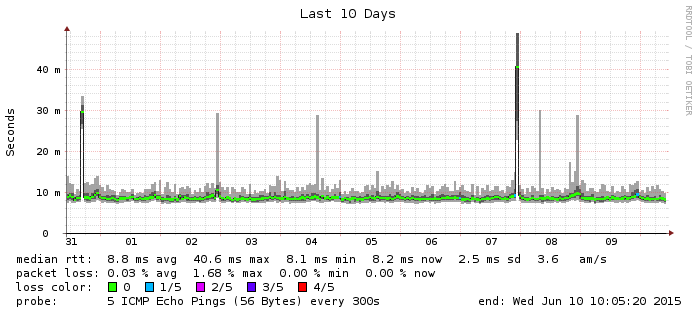 Last 10 Days
RRDTOOL / TOBI OETIKER
Seconds
40 m
30 m
20 m
10 m
0
31 01 02 03 04 05 06 07 08 09
median rtt: 8.8 ms avg 40.6 ms max 8.1 ms min 8.2 ms now 2.5 ms sd 3.6 am/s
packet loss: 0.03 % avg 1.68 % max 0.00 % min 0.00 % now
loss color: 0 1/5 2/5 3/5 4/5
probe: 5 ICMP Echo Pings (56 Bytes) every 300s end: Wed Jun 10 10:05:20 2015